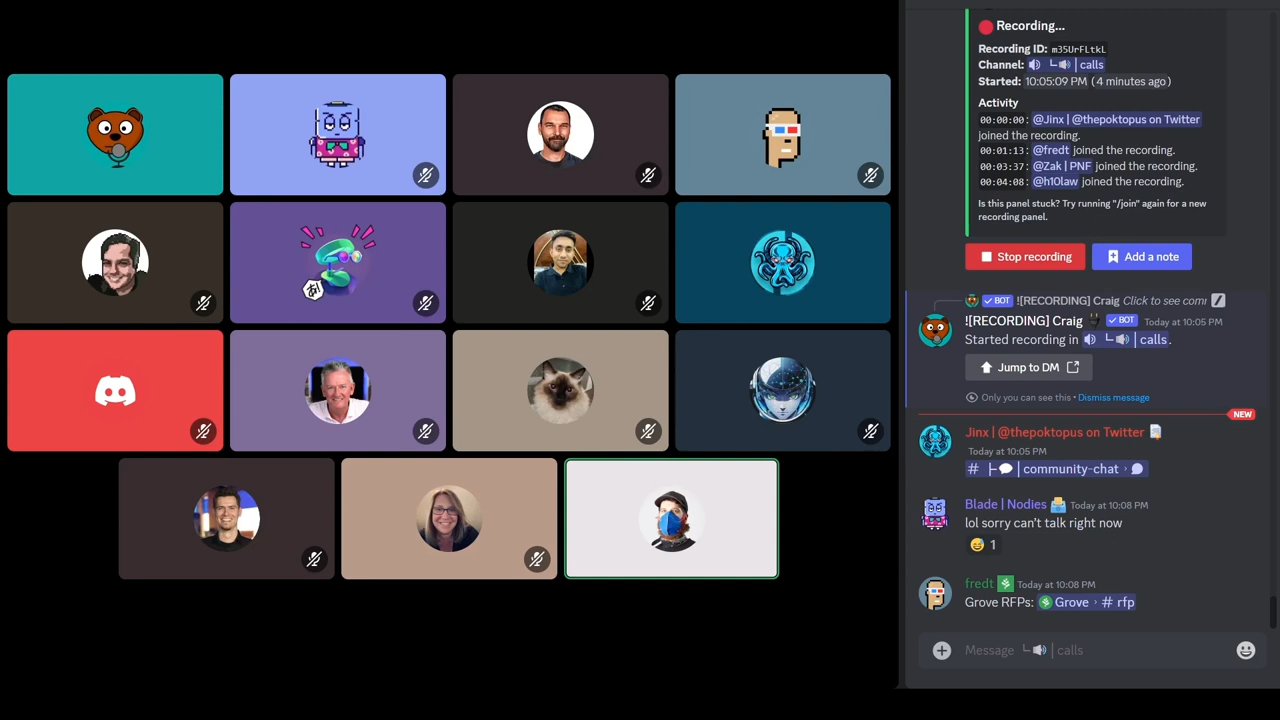 Recording...
Recording ID: m35UrFLtkL
Channel: calls
Started: 10:05:09 PM (4 minutes ago)
Activity
00:00:00: @Jinx | @thepoktopus on Twitter
joined the recording.
00:01:13: @fredt joined the recording.
00:03:37: @Zak | PNF joined the recording.
00:04:08: @h10law joined the recording.
Is this panel stuck? Try running "/join" again for a new
recording panel.
Stop recording
Add a note
BOT ![RECORDING] Craig Click to see comm
![RECORDING] Craig BOT Today at 10:05 PM
Started recording in calls.
Jump to DM
Only you can see this • Dismiss message
NEW
Jinx | @thepoktopus on Twitter
Today at 10:05 PM
# ├ | community-chat ›
Blade | Nodies Today at 10:08 PM
lol sorry can't talk right now
1
fredt Today at 10:08 PM
Grove RFPs: Grove › # rfp
Message └ | calls